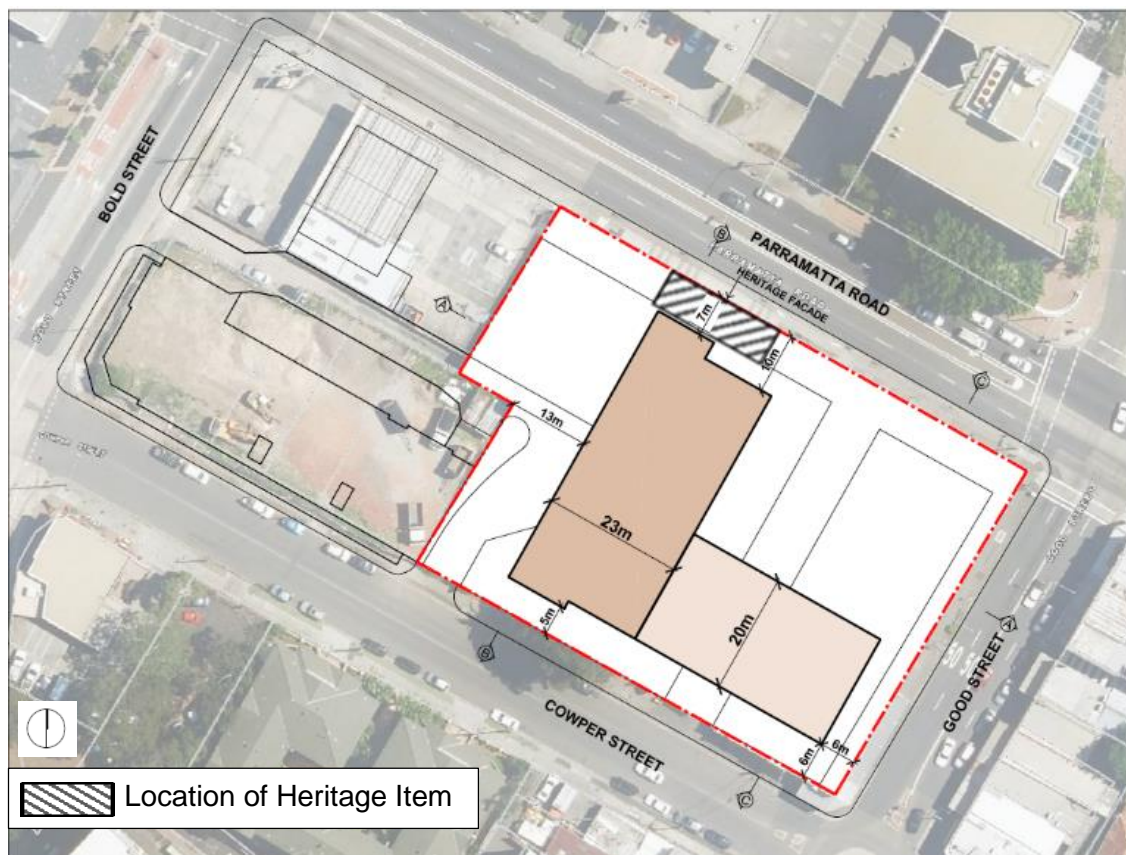 BOLD STREET
PARRAMATTA ROAD
HERITAGE FACADE
B
A
7m
10m
C
13m
23m
20m
5m
B
6m
6m
A
GOOD STREET
COWPER STREET
C
Location of Heritage Item